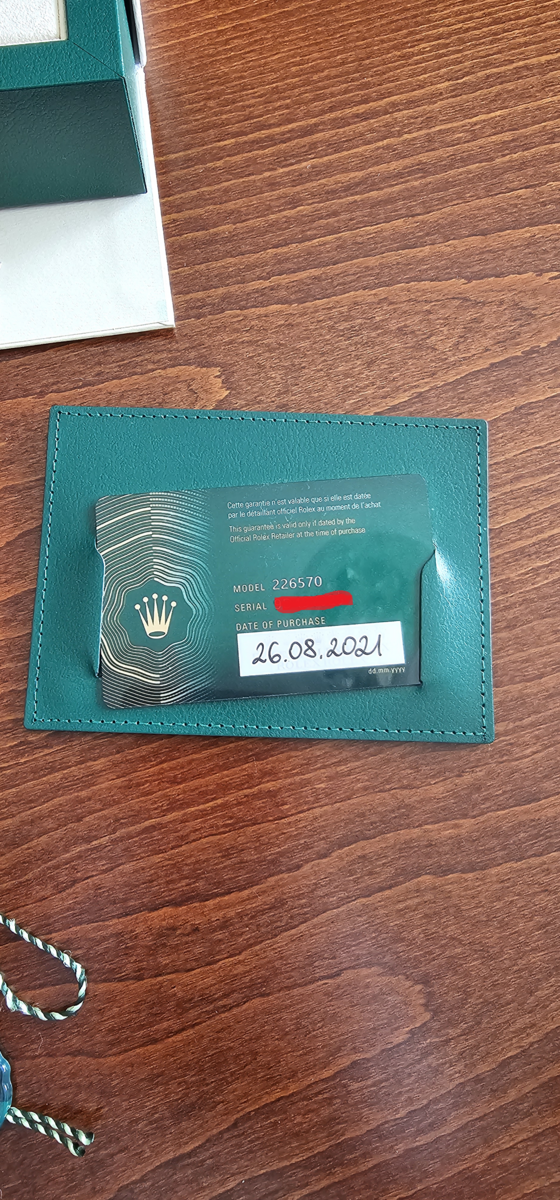 Cette garantie n'est valable que si elle est datée
par le détaillant officiel Rolex au moment de l'achat
This guarantee is valid only if dated by the
Official Rolex Retailer at the time of purchase
MODEL 226570
SERIAL
DATE OF PURCHASE
26.08.2021
dd.mm.yyyy